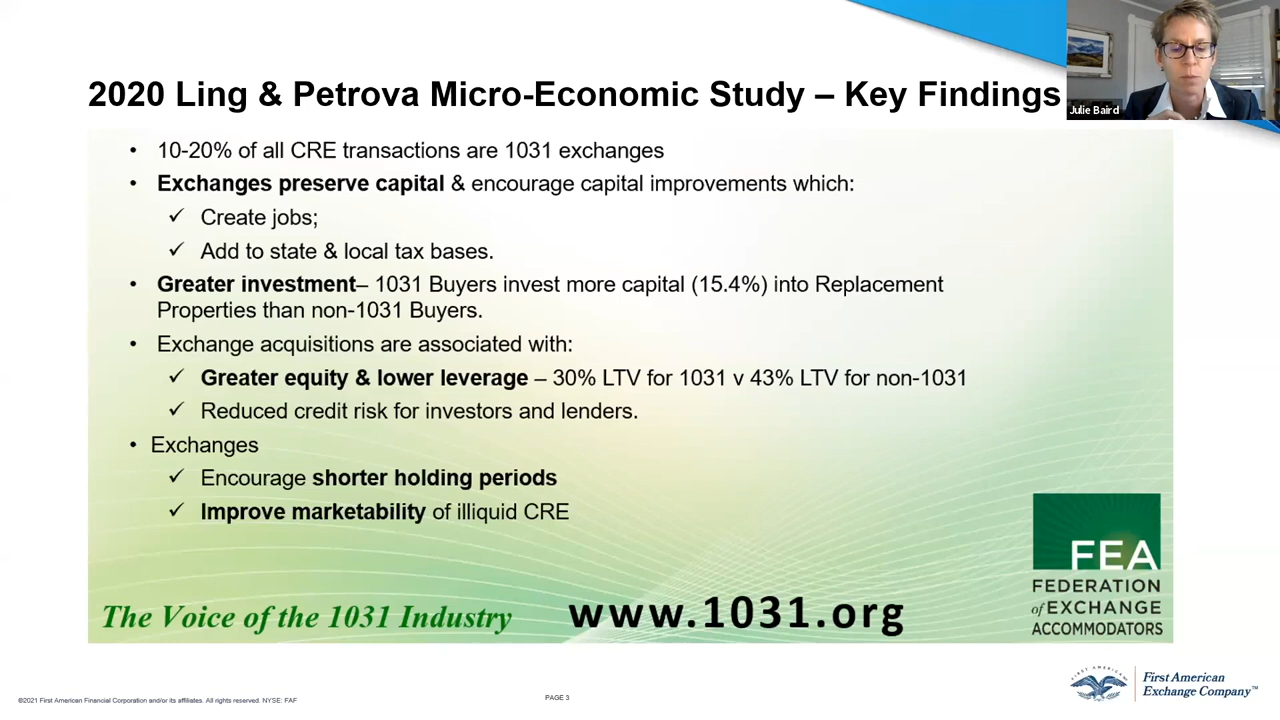 2020 Ling & Petrova Micro-Economic Study – Key Findings
Julie Baird
• 10-20% of all CRE transactions are 1031 exchanges
• Exchanges preserve capital & encourage capital improvements which:
✓ Create jobs;
✓ Add to state & local tax bases.
• Greater investment– 1031 Buyers invest more capital (15.4%) into Replacement
Properties than non-1031 Buyers.
• Exchange acquisitions are associated with:
✓ Greater equity & lower leverage – 30% LTV for 1031 v 43% LTV for non-1031
✓ Reduced credit risk for investors and lenders.
• Exchanges
✓ Encourage shorter holding periods
✓ Improve marketability of illiquid CRE
The Voice of the 1031 Industry
www.1031.org
FEA
FEDERATION
of EXCHANGE
ACCOMMODATORS
©2021 First American Financial Corporation and/or its affiliates. All rights reserved. NYSE: FAF
PAGE 3
FIRST AMERICAN
First American
Exchange Company™